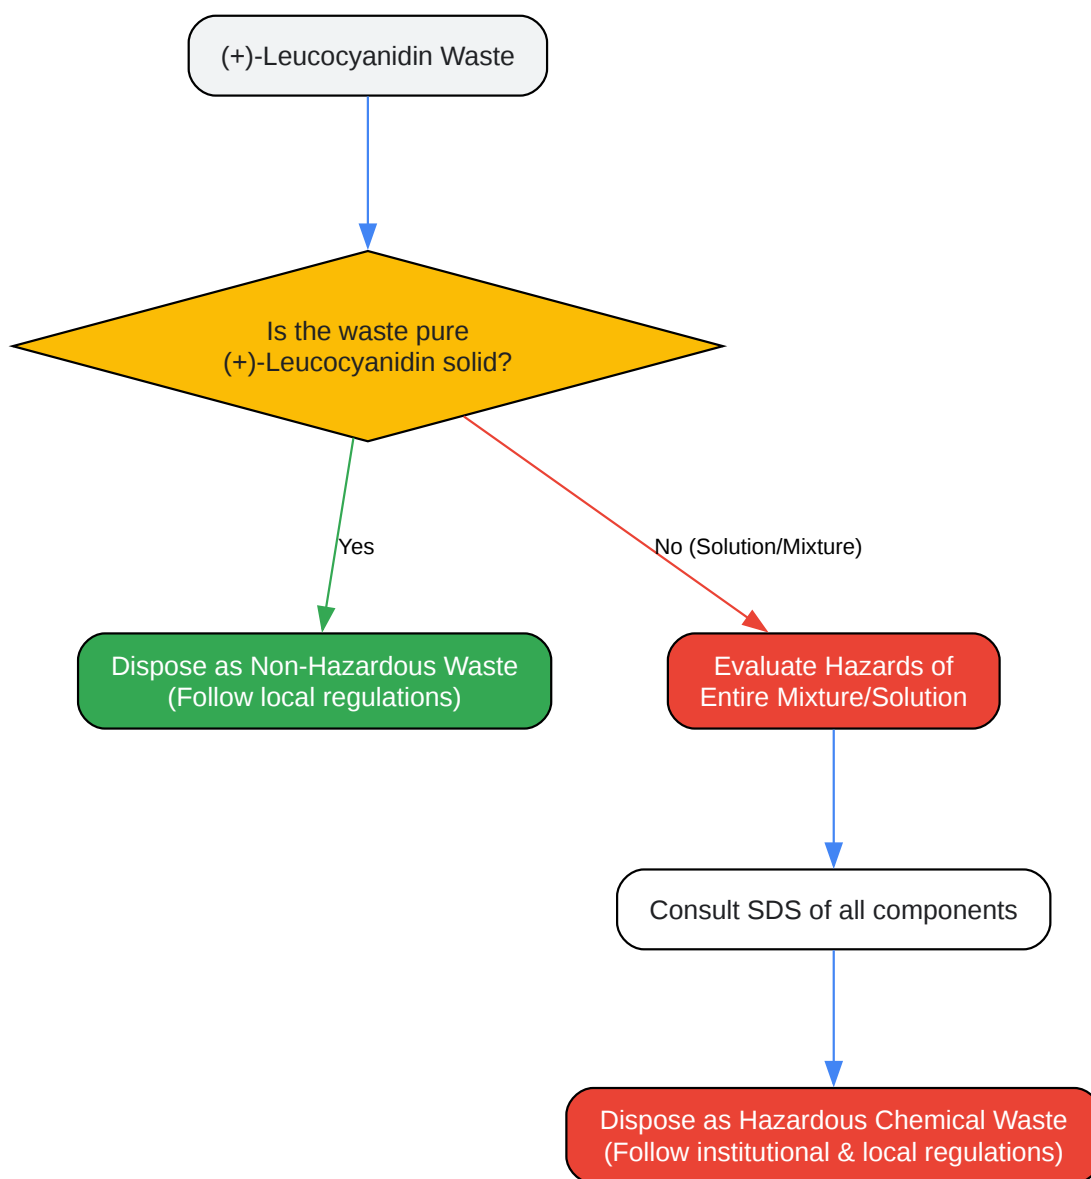 (+)-Leucocyanidin Waste
Is the waste pure
(+)-Leucocyanidin solid?
Yes
No (Solution/Mixture)
Dispose as Non-Hazardous Waste
(Follow local regulations)
Evaluate Hazards of
Entire Mixture/Solution
Consult SDS of all components
Dispose as Hazardous Chemical Waste
(Follow institutional & local regulations)